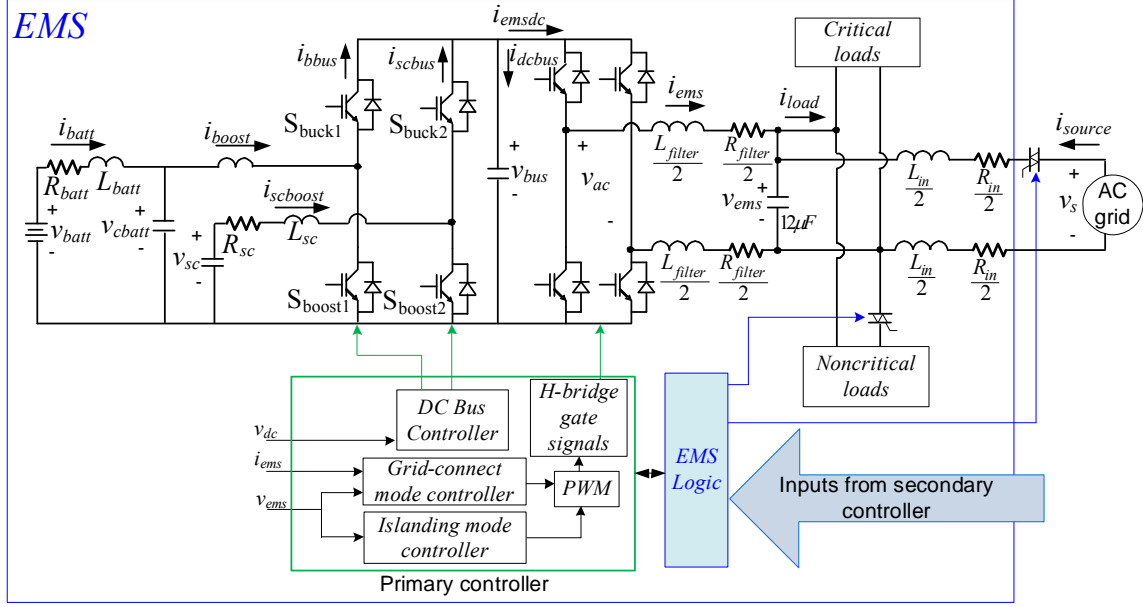 EMS
i_emsdc
i_bbus
i_scbus
i_dcbus
Critical
loads
i_ems
i_load
i_source
S_buck1
S_buck2
i_batt
i_boost
R_batt
L_batt
+
v_batt
-
+
v_cbatt
-
i_scboost
R_sc
L_sc
+
v_sc
-
+
v_bus
-
+
v_ac
-
L_filter
2
R_filter
2
+
v_ems
-
12µF
L_in
2
R_in
2
+
v_s
-
AC
grid
L_filter
2
R_filter
2
L_in
2
R_in
2
S_boost1
S_boost2
Noncritical
loads
DC Bus
Controller
H-bridge
gate
signals
v_dc
i_ems
v_ems
Grid-connect
mode controller
PWM
Islanding mode
controller
EMS
Logic
Inputs from secondary
controller
Primary controller